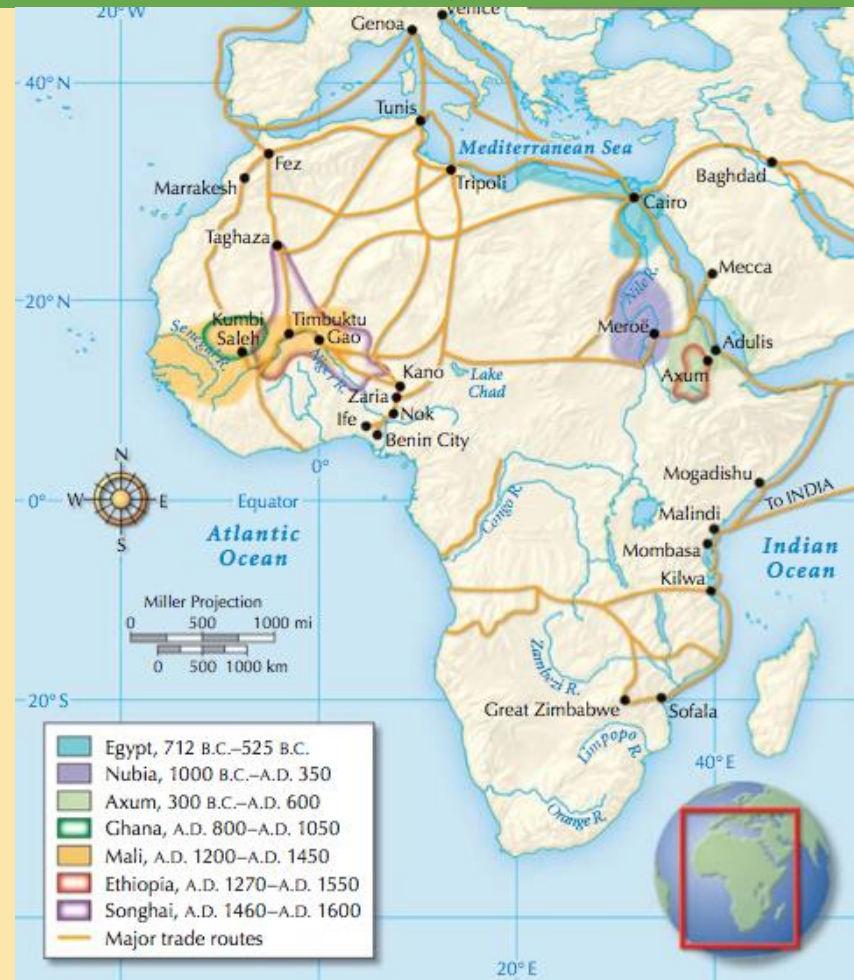 20°W
Genoa
Venice
40°N
Tunis
Mediterranean Sea
Fez
Marrakesh
Tripoli
Baghdad
Cairo
Taghaza
Mecca
20°N
Nile R.
Kumbi
Saleh
Timbuktu
Gao
Senegal R.
Niger R.
Meroë
Adulis
Axum
Kano
Lake
Chad
Zaria
Nok
Ife
Benin City
N
W
E
S
0°
0°
Equator
Congo R.
Mogadishu
To INDIA
Malindi
Mombasa
Kilwa
Atlantic
Ocean
Indian
Ocean
Miller Projection
0 500 1000 mi
0 500 1000 km
Zambezi R.
20°S
Great Zimbabwe
Sofala
Limpopo R.
40°E
Orange R.
Egypt, 712 B.C.–525 B.C.
Nubia, 1000 B.C.–A.D. 350
Axum, 300 B.C.–A.D. 600
Ghana, A.D. 800–A.D. 1050
Mali, A.D. 1200–A.D. 1450
Ethiopia, A.D. 1270–A.D. 1550
Songhai, A.D. 1460–A.D. 1600
Major trade routes
20°E